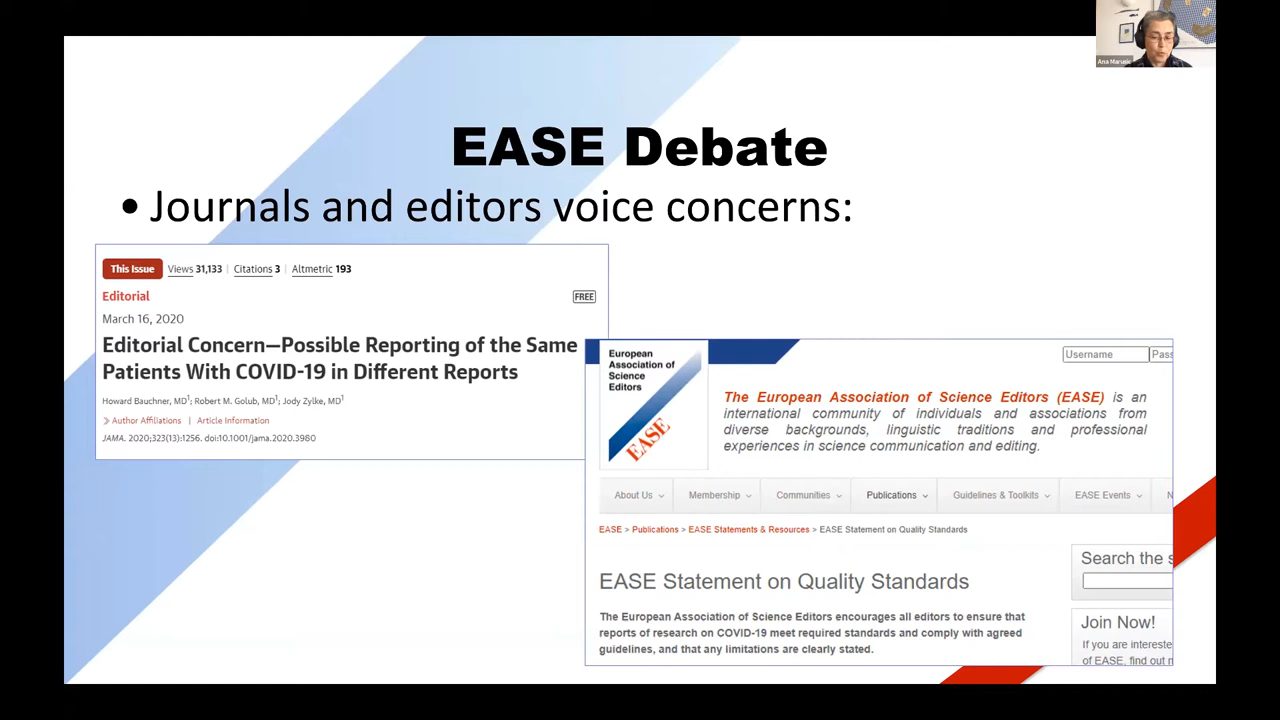 Ana Marusic
EASE Debate
• Journals and editors voice concerns:
This Issue Views 31,133 | Citations 3 | Altmetric 193
Editorial
FREE
March 16, 2020
Editorial Concern—Possible Reporting of the Same
Patients With COVID-19 in Different Reports
Howard Bauchner, MD1; Robert M. Golub, MD1; Jody Zylke, MD1
Author Affiliations | Article Information
JAMA. 2020;323(13):1256. doi:10.1001/jama.2020.3980
European
Association of
Science
Editors
EASE
Username Pass
The European Association of Science Editors (EASE) is an
international community of individuals and associations from
diverse backgrounds, linguistic traditions and professional
experiences in science communication and editing.
About Us Membership Communities Publications Guidelines & Toolkits EASE Events N
EASE > Publications > EASE Statements & Resources > EASE Statement on Quality Standards
Search the s
EASE Statement on Quality Standards
The European Association of Science Editors encourages all editors to ensure that
reports of research on COVID-19 meet required standards and comply with agreed
guidelines, and that any limitations are clearly stated.
Join Now!
If you are intereste
of EASE, find out n